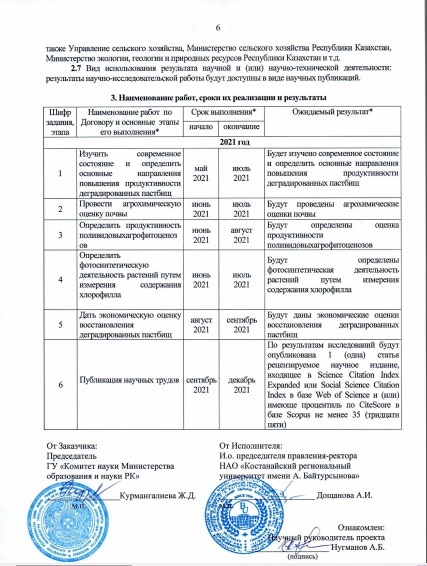 6
также Управление сельского хозяйства, Министерство сельского хозяйства Республики Казахстан,
Министерство экологии, геологии и природных ресурсов Республики Казахстан и т.д.
2.7 Вид использования результата научной и (или) научно-технической деятельности:
результаты научно-исследовательской работы будут доступны в виде научных публикаций.
3. Наименование работ, сроки их реализации и результаты
Шифр задания, этапа
Наименование работ по Договору и основные этапы его выполнения*
Срок выполнения*
Ожидаемый результат*
начало
окончание
2021 год
1
Изучить современное
состояние и определить
основные направления
повышения продуктивности
деградированных пастбищ
май
2021
июль
2021
Будет изучено современное состояние
и определить основные направления
повышения продуктивности
деградированных пастбищ
2
Провести агрохимическую
оценку почвы
июнь
2021
июль
2021
Будут проведены агрохимические
оценки почвы
3
Определить продуктивность
поливидовыхагрофитоценоз
ов
июнь
2021
август
2021
Будут определены оценка
продуктивности
поливидовыхагрофитоценозов
4
Определить
фотосинтетическую
деятельность растений путем
измерения содержания
хлорофилла
июнь
2021
июль
2021
Будут определены
фотосинтетическая деятельность
растений путем измерения
содержания хлорофилла
5
Дать экономическую оценку
восстановления
деградированных пастбищ
август
2021
сентябрь
2021
Будут даны экономические оценки
восстановления деградированных
пастбищ
6
Публикация научных трудов
сентябрь
2021
декабрь
2021
По результатам исследований будут
опубликована 1 (одна) статья
рецензируемое научное издание,
входящее в Science Citation Index
Expanded или Social Science Citation
Index в базе Web of Science и (или)
имеюще процентиль по CiteScore в
базе Scopus не менее 35 (тридцати
пяти)
От Заказчика:
Председатель
ГУ «Комитет науки Министерства
образования и науки РК»
Курмангалиева Ж.Д.
М.П.
От Исполнителя:
И.о. председателя правления-ректора
НАО «Костанайский региональный
университет имени А. Байтурсынова»
Дощанова А.И.
М.П.
Ознакомлен:
Научный руководитель проекта
Нугманов А.Б.
(подпись)